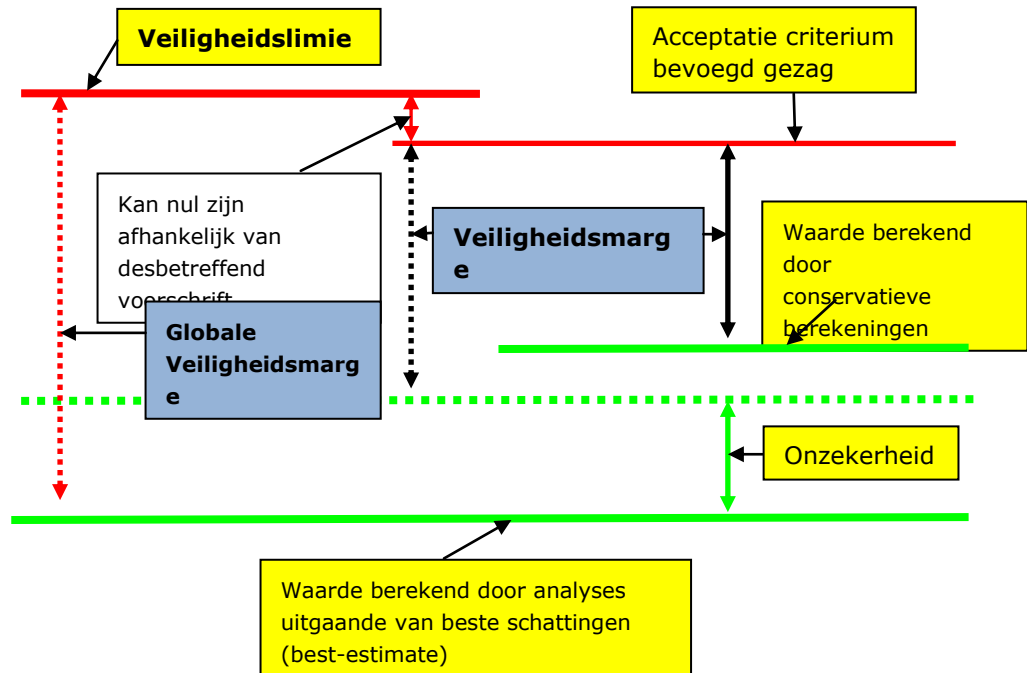 Veiligheidslimie
Acceptatie criterium
bevoegd gezag
Kan nul zijn
afhankelijk van
desbetreffend
voorschrift
Veiligheidsmarg
e
Waarde berekend
door
conservatieve
berekeningen
Globale
Veiligheidsmarg
e
Onzekerheid
Waarde berekend door analyses
uitgaande van beste schattingen
(best-estimate)